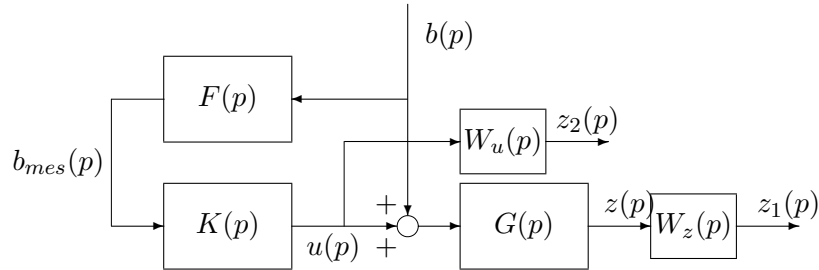 b(p)
F(p)
W_u(p)
z_2(p)
b_{mes}(p)
K(p)
u(p)
+
+
G(p)
z(p)
W_z(p)
z_1(p)